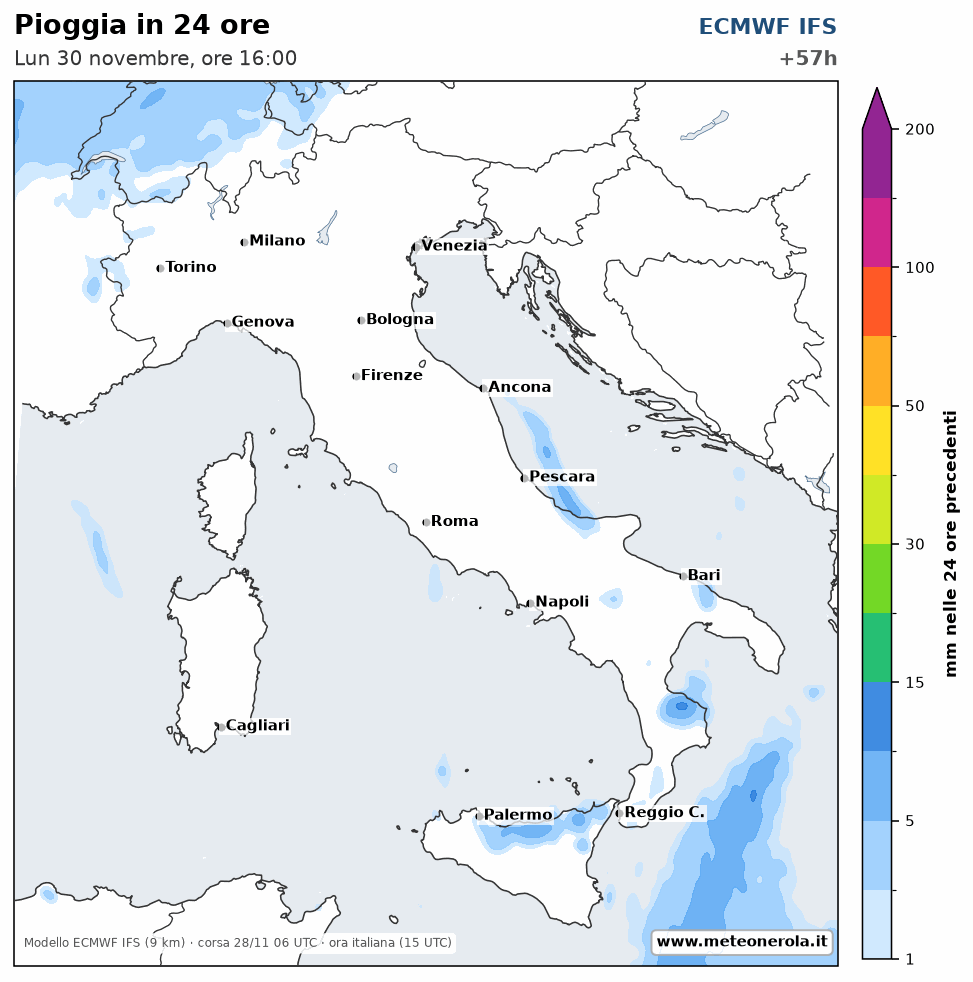 Pioggia in 24 ore
ECMWF IFS
Lun 30 novembre, ore 16:00
+57h
200
100
50
30
15
5
1
mm nelle 24 ore precedenti
Milano
Venezia
Torino
Genova
Bologna
Firenze
Ancona
Pescara
Roma
Bari
Napoli
Cagliari
Palermo
Reggio C.
Modello ECMWF IFS (9 km) · corsa 28/11 06 UTC · ora italiana (15 UTC)
www.meteonerola.it